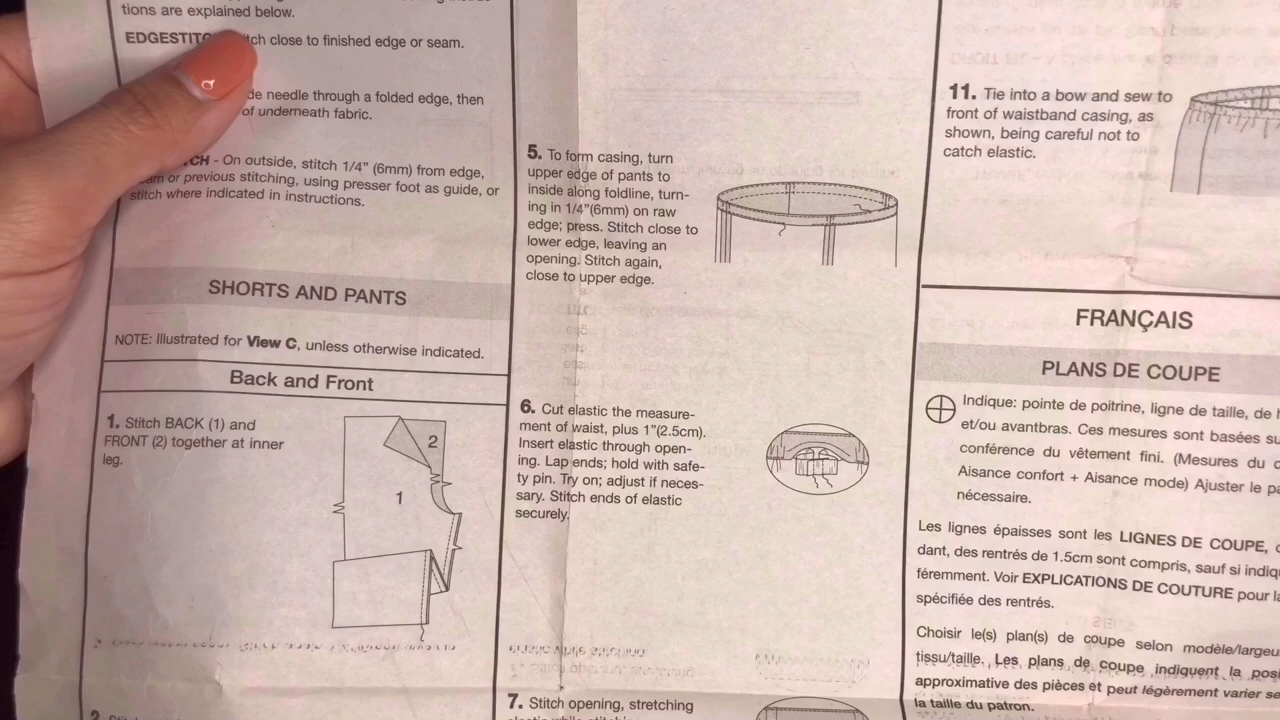 tions are explained below.
EDGESTITC tch close to finished edge or seam.
de needle through a folded edge, then
of underneath fabric.
CH - On outside, stitch 1/4" (6mm) from edge,
am or previous stitching, using presser foot as guide, or
stitch where indicated in instructions.
SHORTS AND PANTS
NOTE: Illustrated for View C, unless otherwise indicated.
Back and Front
1. Stitch BACK (1) and
FRONT (2) together at inner
leg.
2
1
5. To form casing, turn
upper edge of pants to
inside along foldline, turn-
ing in 1/4"(6mm) on raw
edge; press. Stitch close to
lower edge, leaving an
opening. Stitch again,
close to upper edge.
6. Cut elastic the measure-
ment of waist, plus 1"(2.5cm).
Insert elastic through open-
ing. Lap ends; hold with safe-
ty pin. Try on; adjust if neces-
sary. Stitch ends of elastic
securely.
7. Stitch opening, stretching
11. Tie into a bow and sew to
front of waistband casing, as
shown, being careful not to
catch elastic.
FRANÇAIS
PLANS DE COUPE
Indique: pointe de poitrine, ligne de taille, de
et/ou avantbras. Ces mesures sont basées su
conférence du vêtement fini. (Mesures du
Aisance confort + Aisance mode) Ajuster le
nécessaire.
Les lignes épaisses sont les LIGNES DE COUPE,
dant, des rentrés de 1.5cm sont compris, sauf si indiq
féremment. Voir EXPLICATIONS DE COUTURE pour
spécifiée des rentrés.
Choisir le(s) plan(s) de coupe selon modèle/largeu
tissu/taille. Les plans de coupe indiquent la posi
approximative des pièces et peut légèrement varier se
la taille du patron.